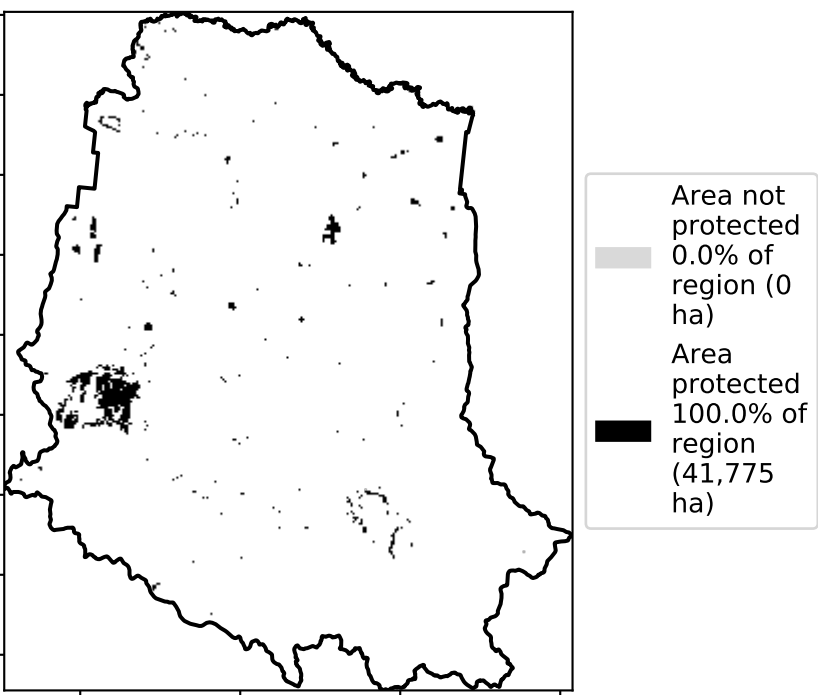 Area not
protected
0.0% of
region (0
ha)
Area
protected
100.0% of
region
(41,775
ha)